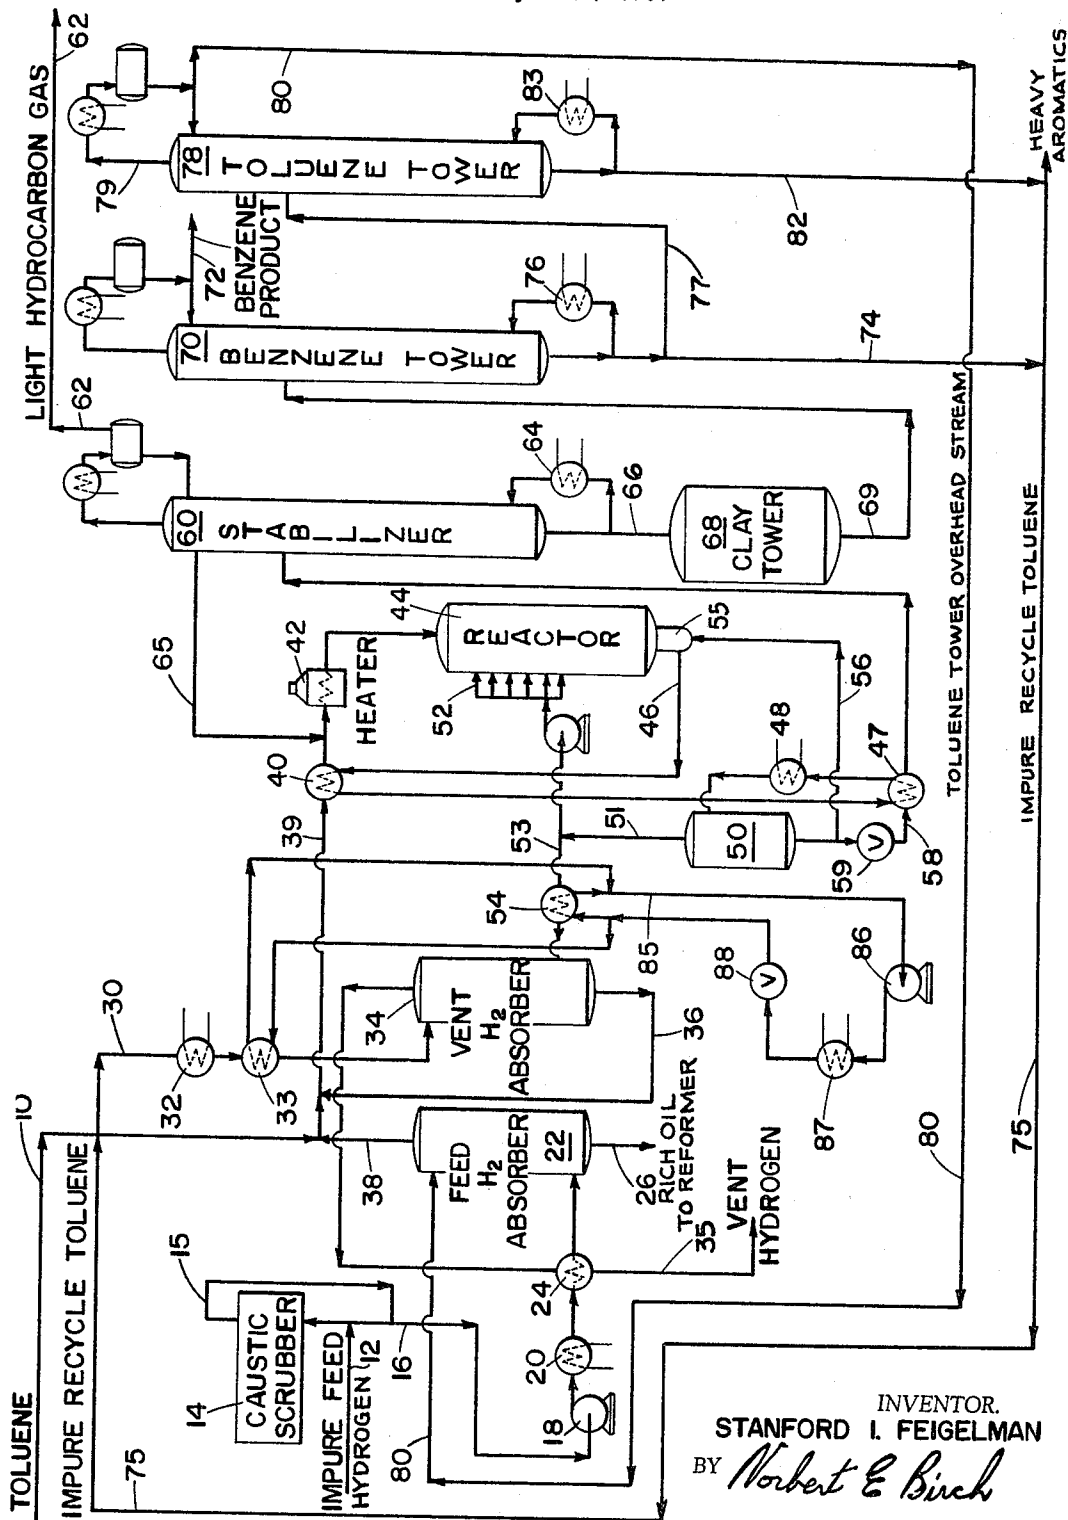 LIGHT HYDROCARBON GAS
62
62
79
78
TOLUENE TOWER
80
83
82
HEAVY
AROMATICS
70
BENZENE TOWER
72
BENZENE
PRODUCT
76
77
74
60
STABILIZER
64
66
68
CLAY
TOWER
69
65
42
HEATER
44
REACTOR
52
55
46
56
40
39
48
47
50
51
53
54
59
V
58
85
86
88
V
87
30
32
33
34
VENT
H2
ABSORBER
36
10
TOLUENE
IMPURE RECYCLE TOLUENE
38
FEED
H2
ABSORBER
22
26
RICH OIL
TO REFORMER
35
VENT
HYDROGEN
24
20
18
15
14
CAUSTIC
SCRUBBER
16
IMPURE FEED
HYDROGEN
12
80
75
80
75
TOLUENE TOWER OVERHEAD STREAM
IMPURE RECYCLE TOLUENE
INVENTOR.
STANFORD I. FEIGELMAN
BY Norbert E Birch